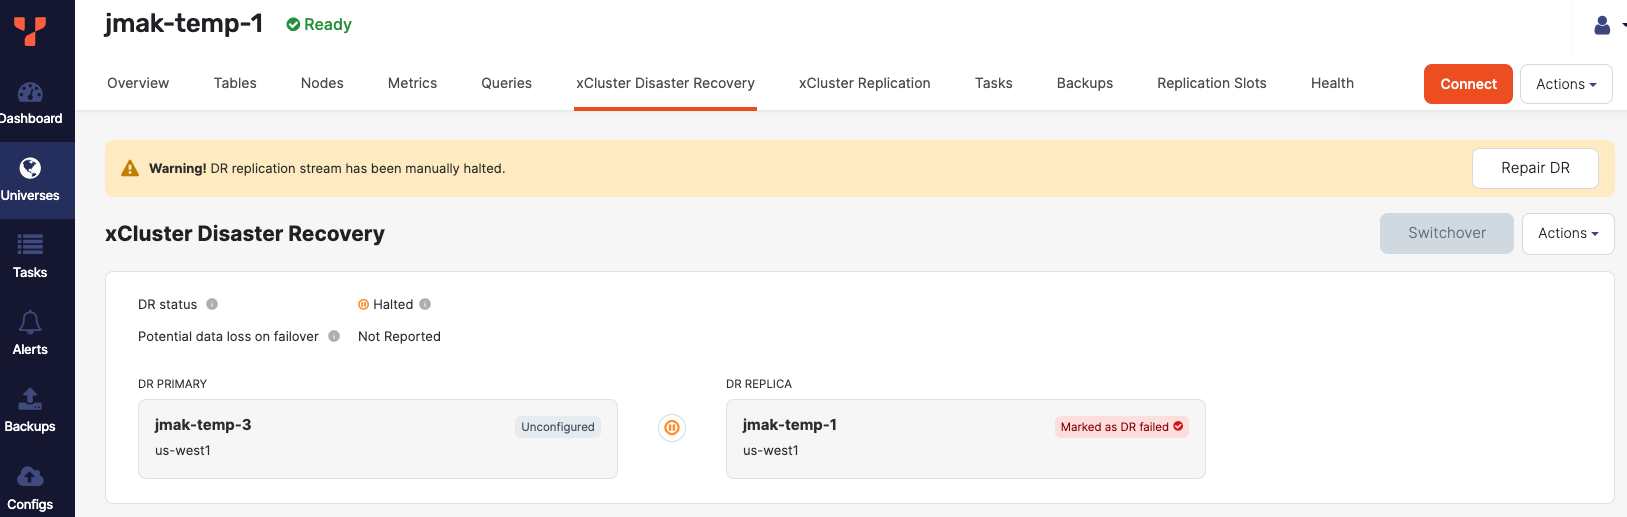 jmak-temp-1 Ready
Overview Tables Nodes Metrics Queries xCluster Disaster Recovery xCluster Replication Tasks Backups Replication Slots Health Connect Actions
Dashboard
Universes
Tasks
Alerts
Backups
Configs
Warning! DR replication stream has been manually halted. Repair DR
xCluster Disaster Recovery Switchover Actions
DR status Halted
Potential data loss on failover Not Reported
DR PRIMARY DR REPLICA
jmak-temp-3 Unconfigured jmak-temp-1 Marked as DR failed
us-west1 us-west1